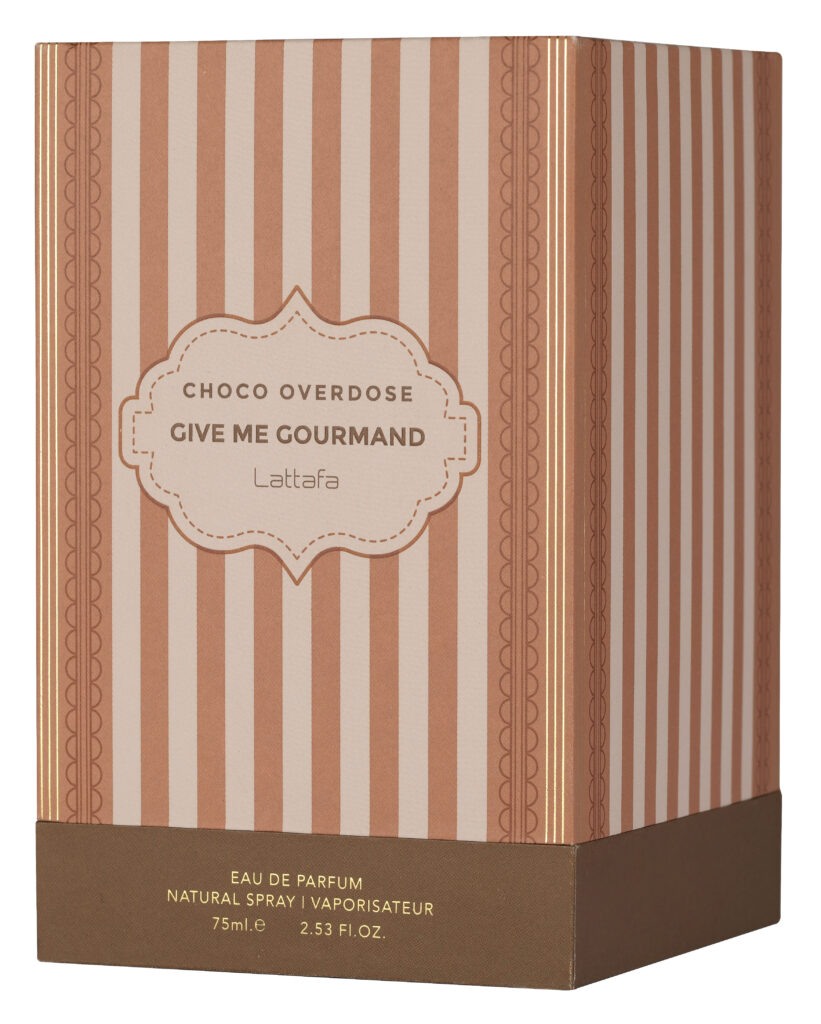 CHOCO OVERDOSE
GIVE ME GOURMAND
Lattafa
EAU DE PARFUM
NATURAL SPRAY | VAPORISATEUR
75ml.e 2.53 Fl.OZ.